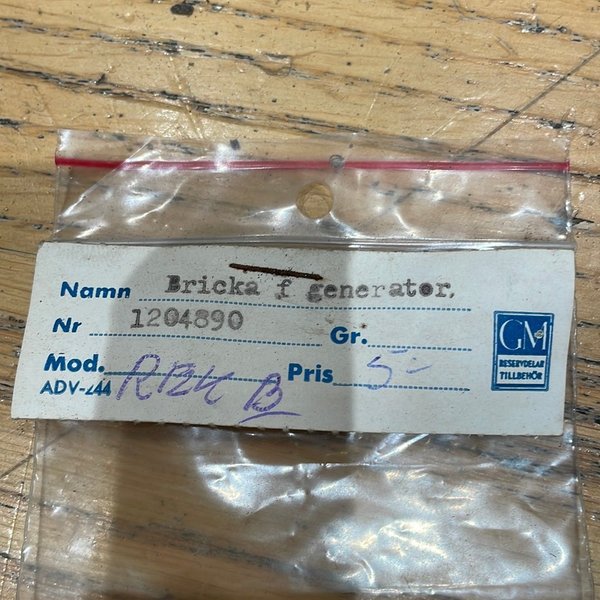 Namn Bricka f generator.
Nr 1204890 Gr.
Mod. Pris 5-
ADV-244 B
GM
RESERVDELAR
TILLBEHÖR